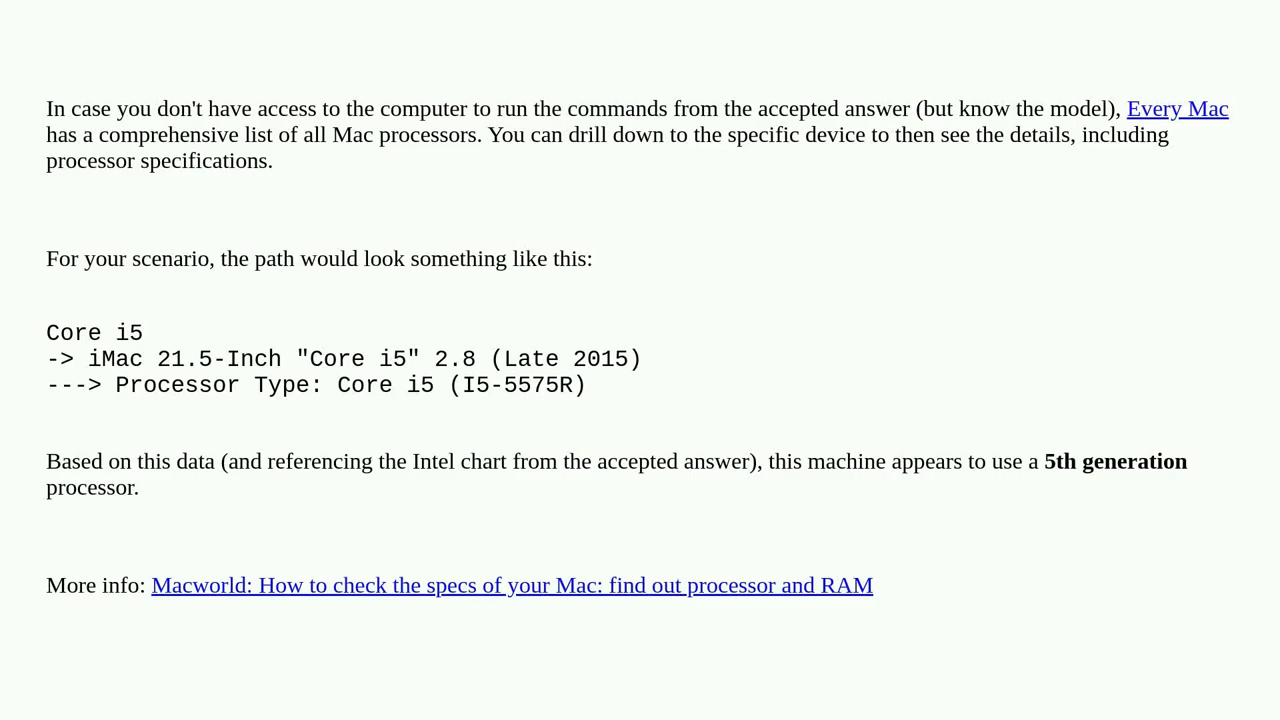 In case you don't have access to the computer to run the commands from the accepted answer (but know the model), Every Mac
has a comprehensive list of all Mac processors. You can drill down to the specific device to then see the details, including
processor specifications.
For your scenario, the path would look something like this:
Core i5
-> iMac 21.5-Inch "Core i5" 2.8 (Late 2015)
---> Processor Type: Core i5 (I5-5575R)
Based on this data (and referencing the Intel chart from the accepted answer), this machine appears to use a 5th generation
processor.
More info: Macworld: How to check the specs of your Mac: find out processor and RAM